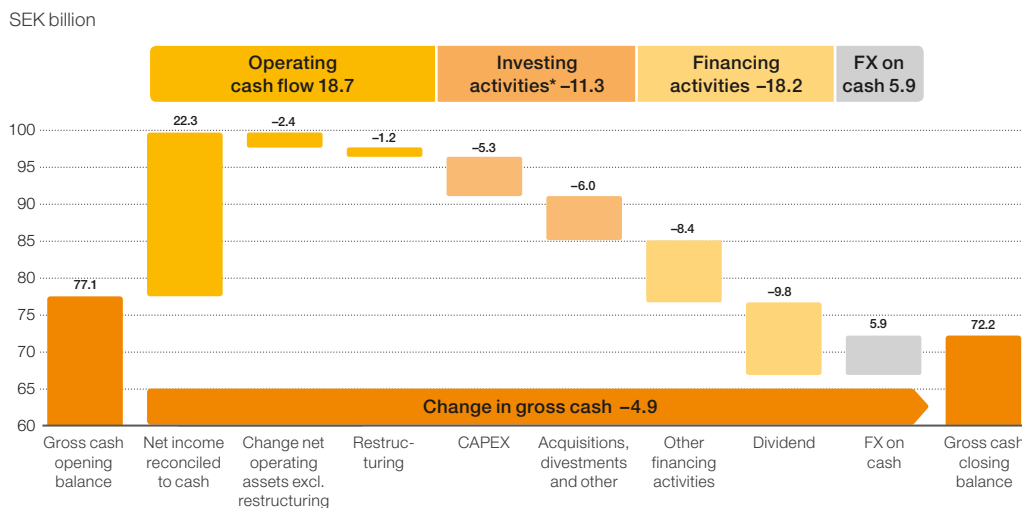 SEK billion
Operating
cash flow 18.7
Investing
activities* –11.3
Financing
activities –18.2
FX on
cash 5.9
100
95
90
85
80
75
70
65
60
77.1
22.3
–2.4
–1.2
–5.3
–6.0
–8.4
–9.8
5.9
72.2
Change in gross cash –4.9
Gross cash
opening
balance
Net income
reconciled
to cash
Change net
operating
assets excl.
restructuring
Restruc-
turing
CAPEX
Acquisitions,
divestments
and other
Other
financing
activities
Dividend
FX on
cash
Gross cash
closing
balance